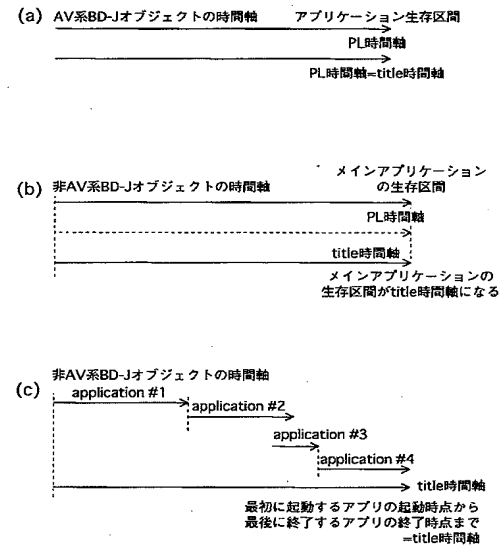 (a) AV系BD-Jオブジェクトの時間軸 アプリケーション生存区間
PL時間軸
PL時間軸=title時間軸
(b) 非AV系BD-Jオブジェクトの時間軸 メインアプリケーション
の生存区間
PL時間軸
title時間軸
メインアプリケーションの
生存区間がtitle時間軸になる
非AV系BD-Jオブジェクトの時間軸
(c) application #1
application #2
application #3
application #4
title時間軸
最初に起動するアプリの起動時点から
最後に終了するアプリの終了時点まで
=title時間軸